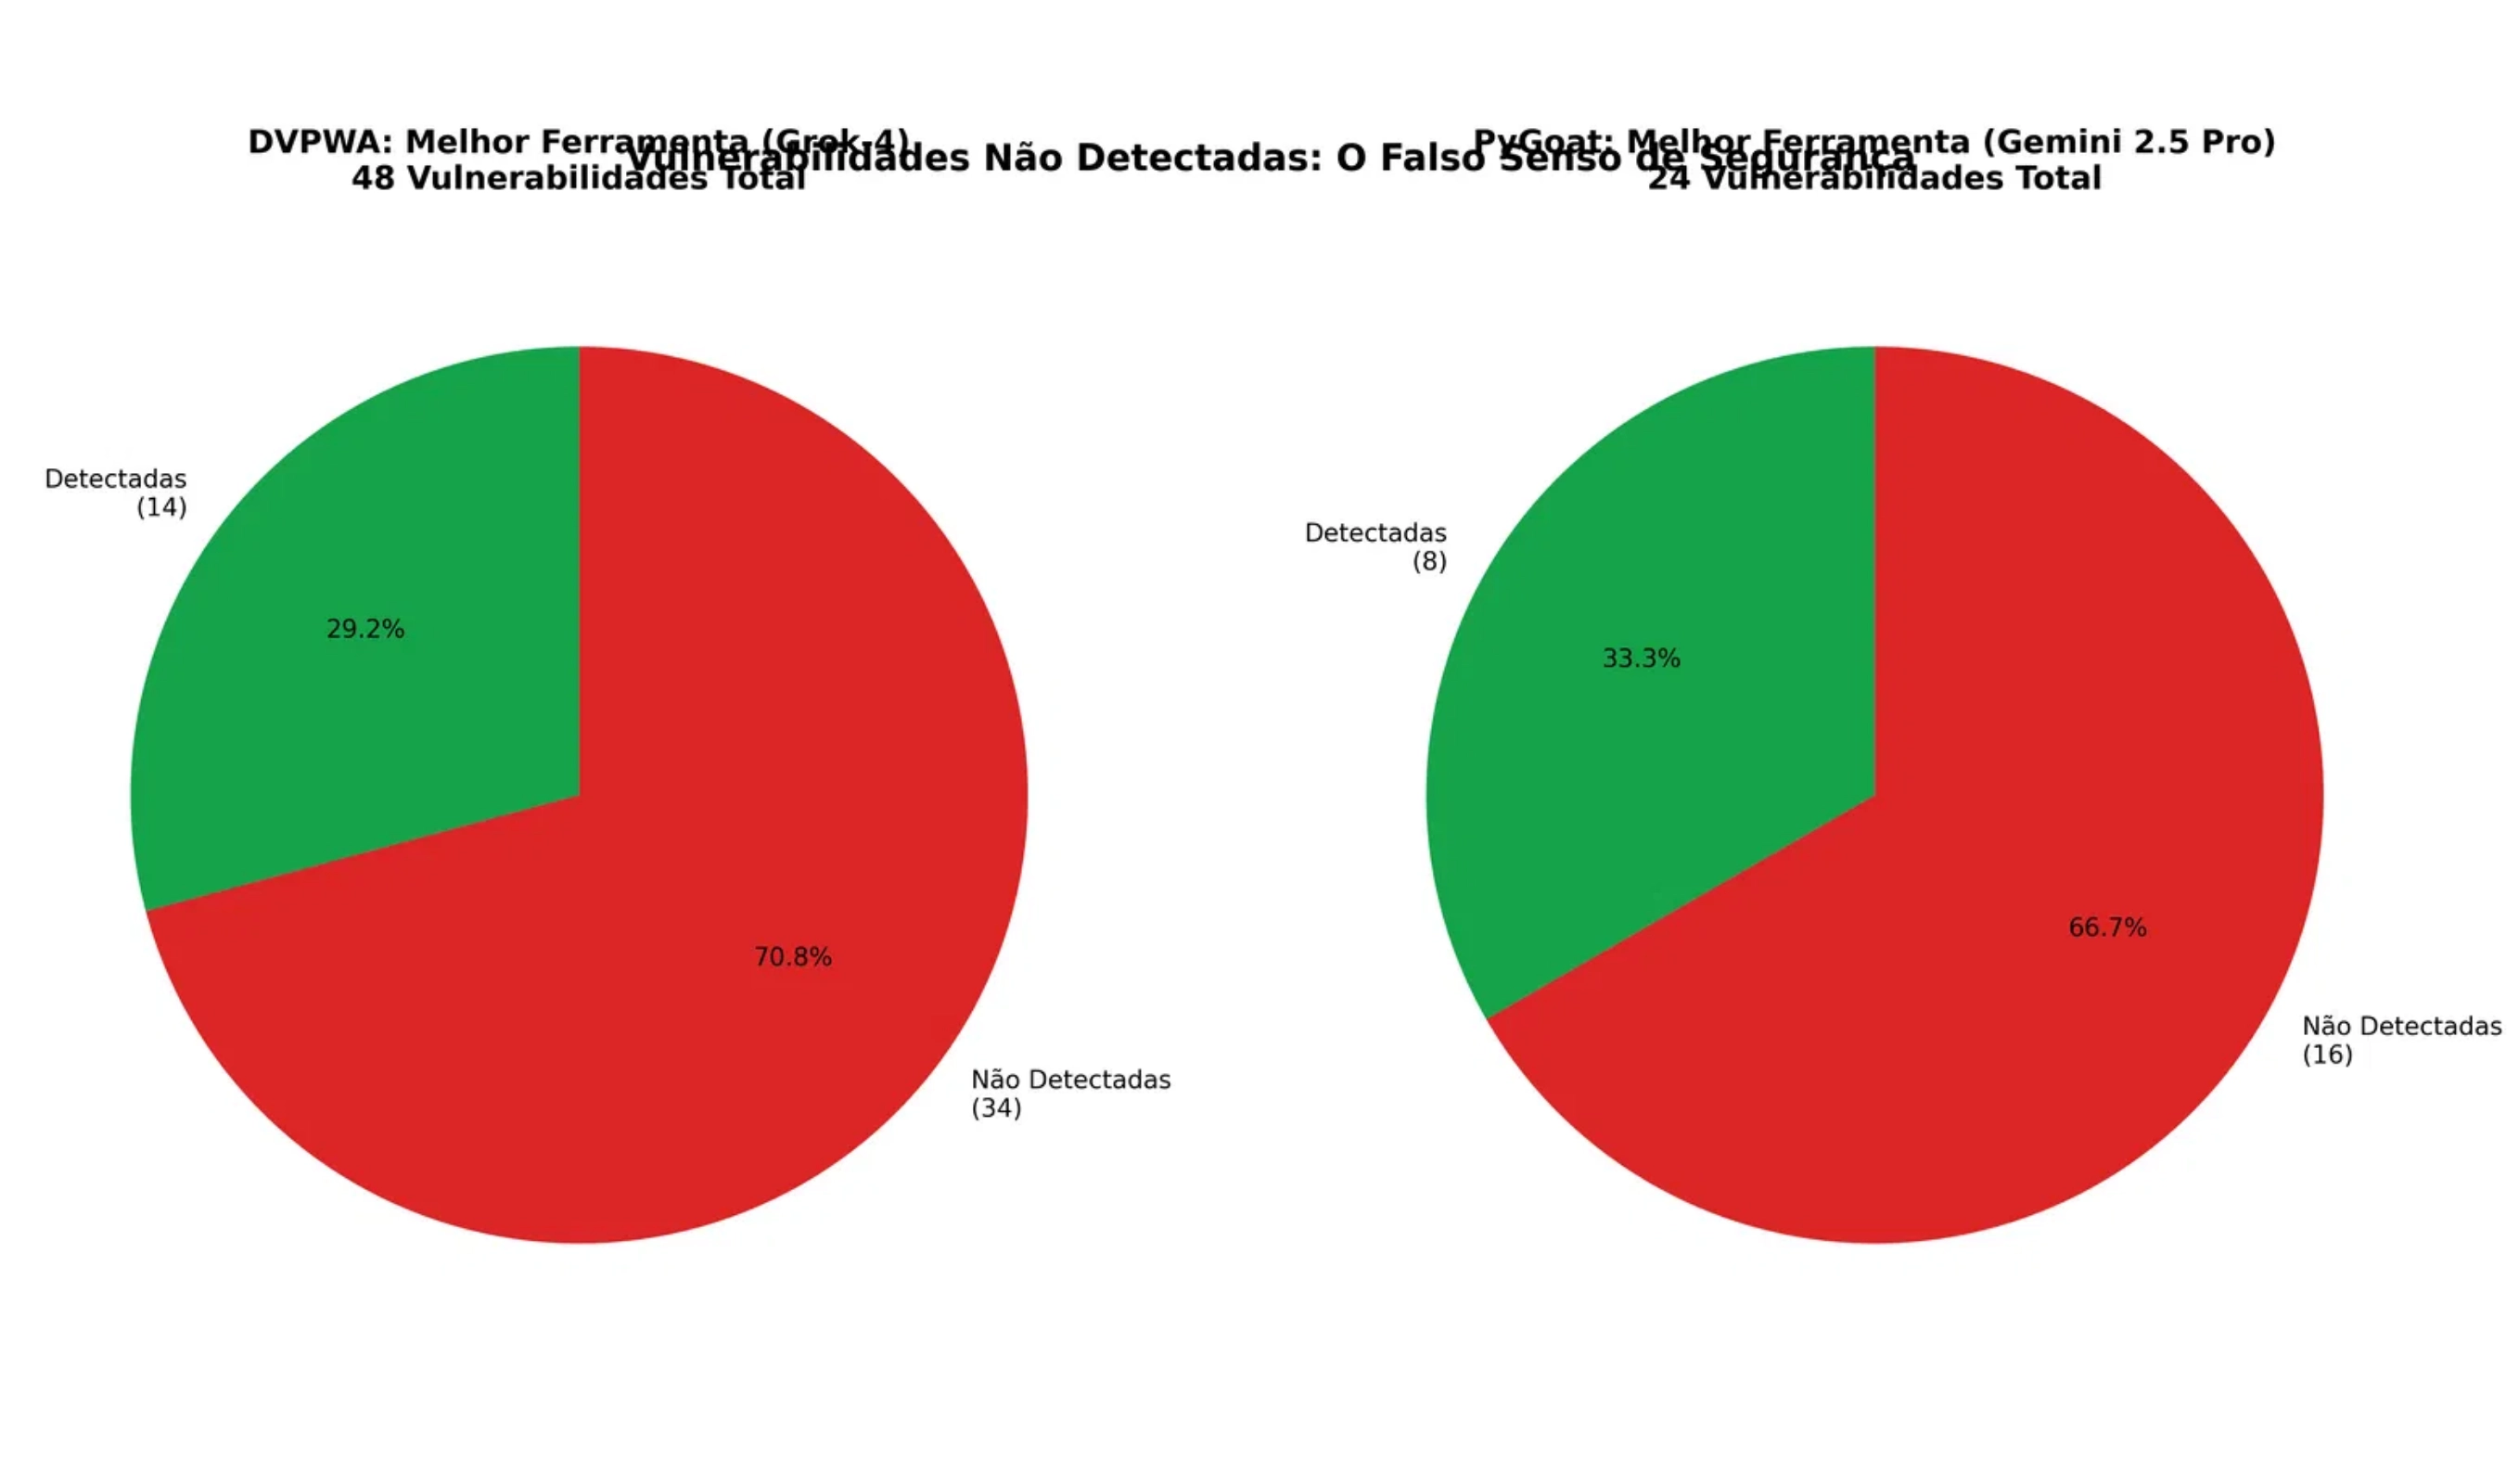 Vulnerabilidades Não Detectadas: O Falso Senso de Segurança
DVPWA: Melhor Ferramenta (Grok-4)
48 Vulnerabilidades Total
Detectadas
(14)
29.2%
70.8%
Não Detectadas
(34)
PyGoat: Melhor Ferramenta (Gemini 2.5 Pro)
24 Vulnerabilidades Total
Detectadas
(8)
33.3%
66.7%
Não Detectadas
(16)